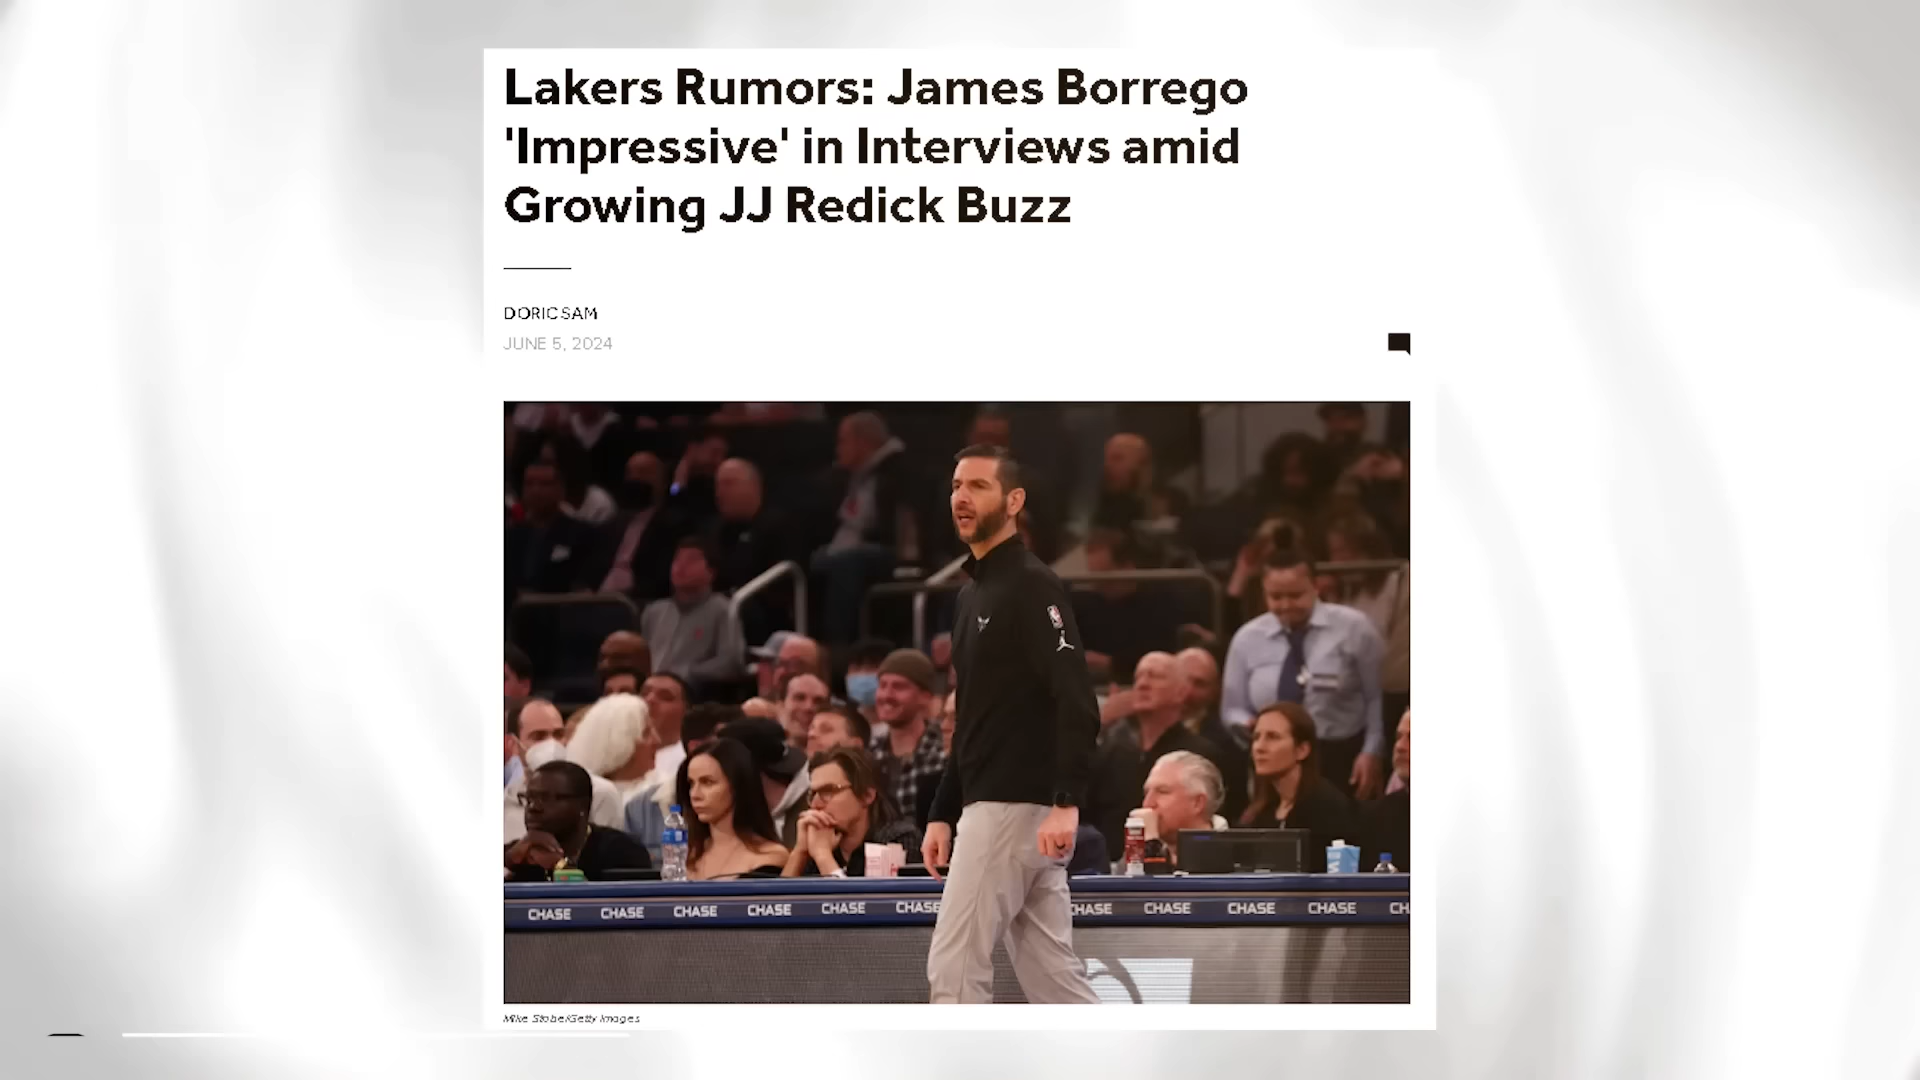 Lakers Rumors: James Borrego
'Impressive' in Interviews amid
Growing JJ Redick Buzz
DORIC SAM
JUNE 5, 2024
CHASE CHASE CHASE CHASE CHASE CHASE CHASE CHASE CHASE CHASE CH
Mike Stobe/Getty Images